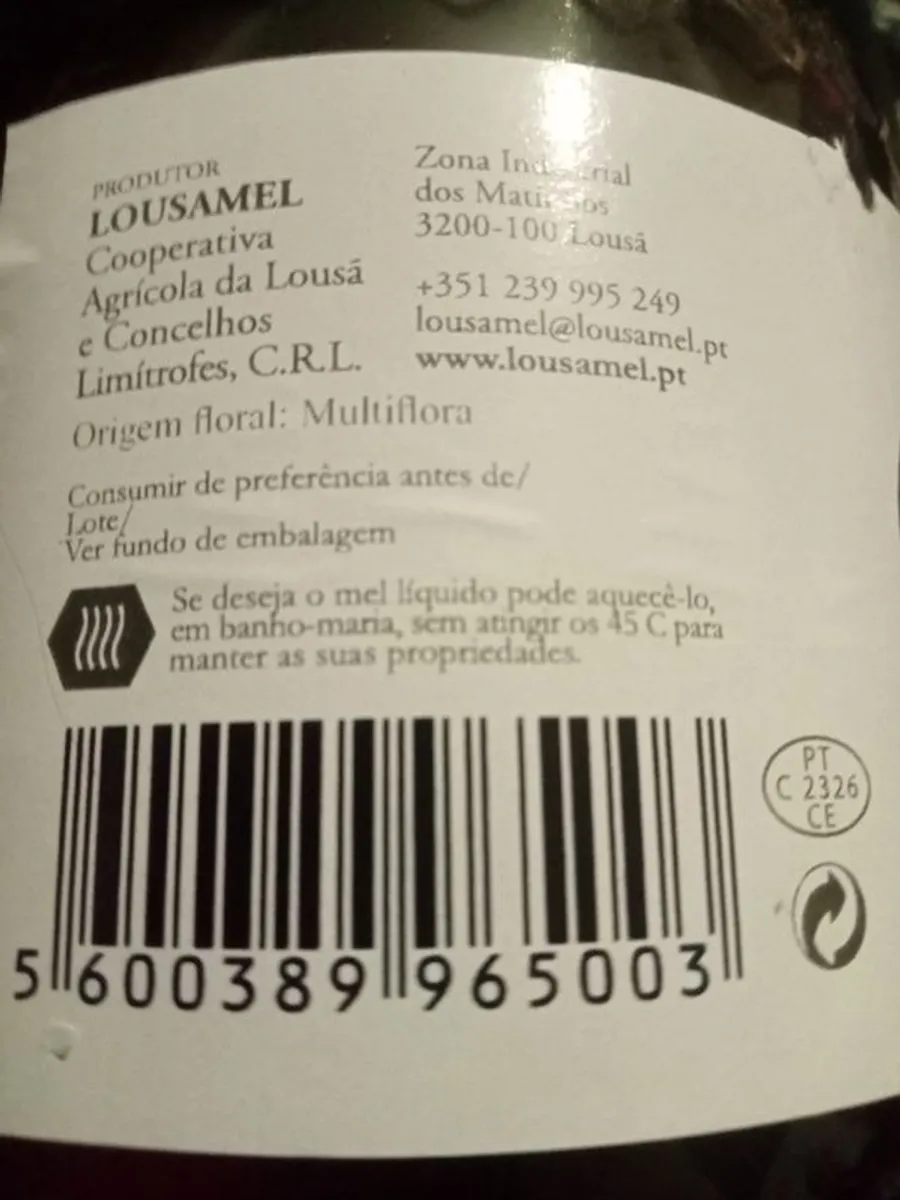 PRODUTOR
LOUSAMEL
Cooperativa
Agrícola da Lousã
e Concelhos
Limítrofes, C.R.L.
Zona
dos
3200-100 Lousã
+351 239 995 249
lousamel@lousamel.pt
www.lousamel.pt
Origem floral: Multiflora
Consumir de preferência antes de/
Lote/
Ver fundo de embalagem
Se deseja o mel líquido pode aquecê-lo,
em banho-maria, sem atingir os 45 C para
manter as suas propriedades.
PT
C 2326
CE
5 600389 965003